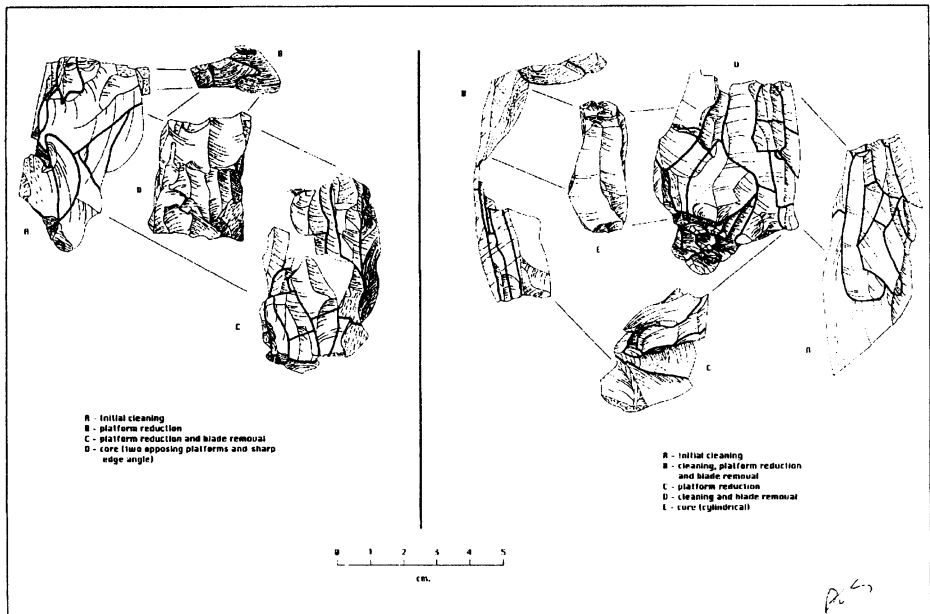 B
D
A
C
A - Initial cleaning
B - platform reduction
C - platform reduction and blade removal
D - core (two opposing platforms and sharp
edge angle)
D
B
E
A
C
A - Initial cleaning
B - cleaning, platform reduction
and blade removal
C - platform reduction
D - cleaning and blade removal
E - core (cylindrical)
0 1 2 3 4 5
cm.